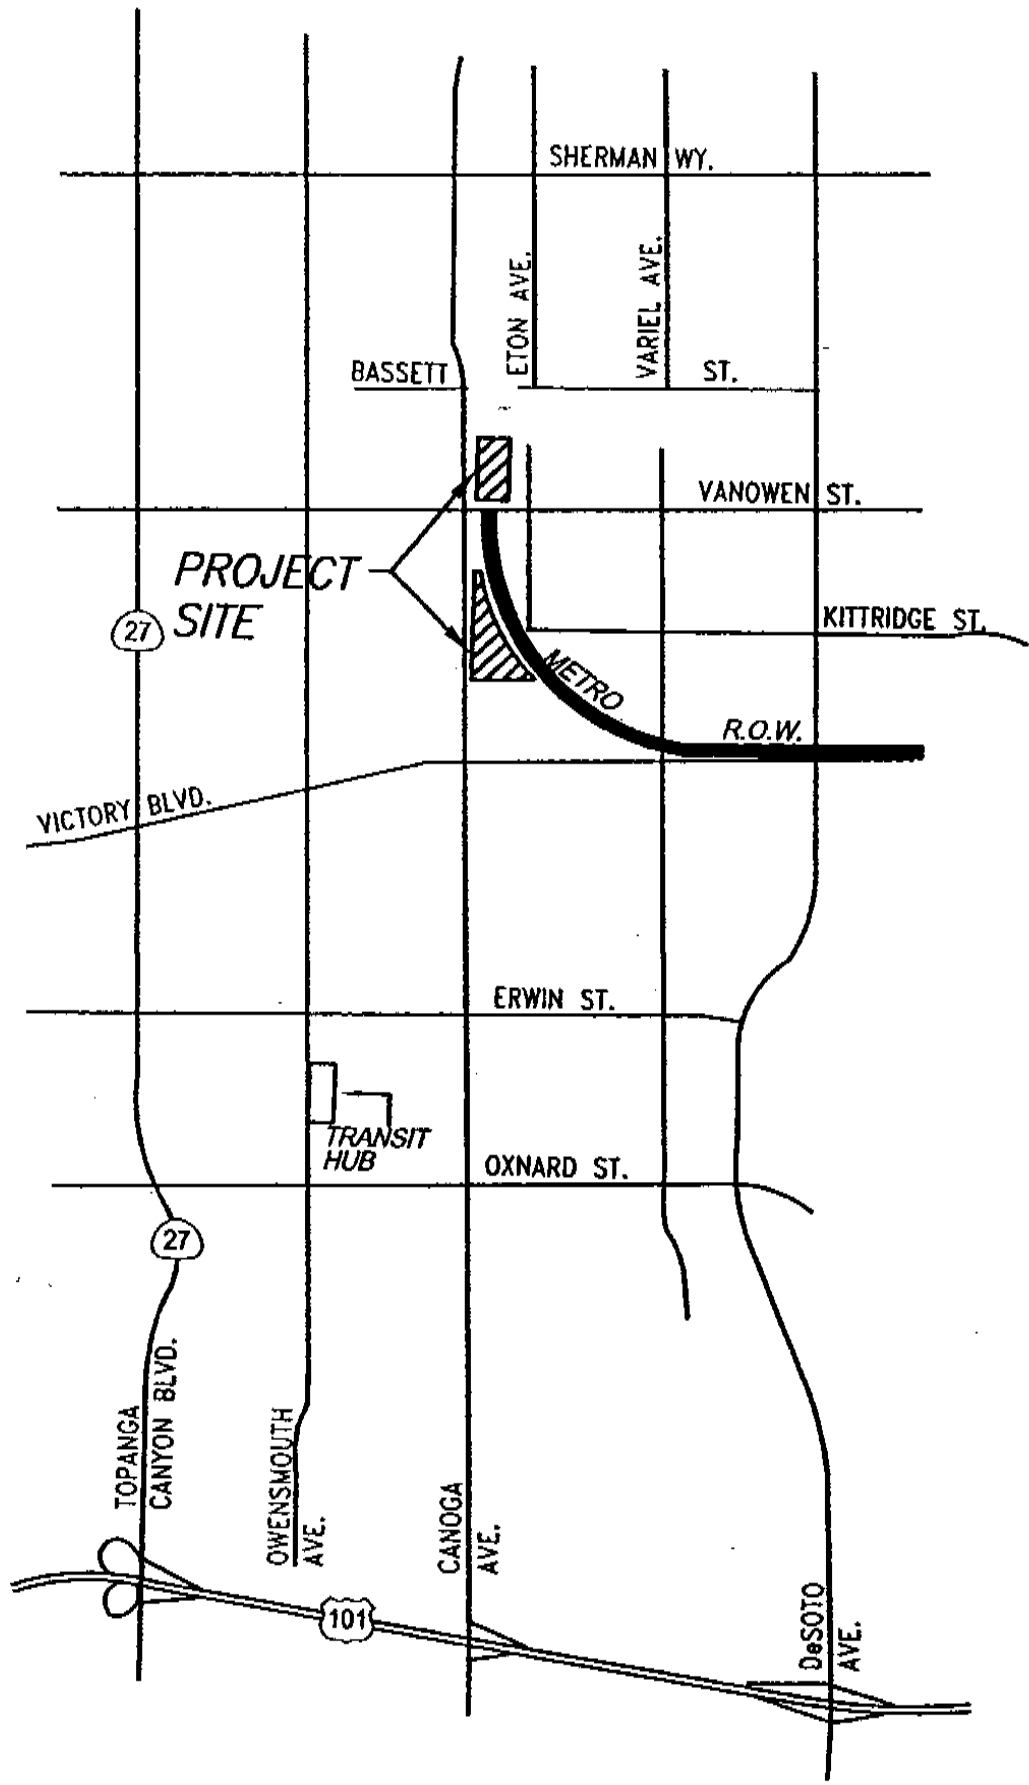 SHERMAN WY.
ETON AVE.
VARIEL AVE.
BASSETT
ST.
VANOWEN ST.
PROJECT
SITE
27
KITTRIDGE ST.
METRO
R.O.W.
VICTORY BLVD.
ERWIN ST.
TRANSIT
HUB
OXNARD ST.
27
TOPANGA
CANYON BLVD.
OWENSMOUTH
AVE.
CANOGA
AVE.
101
DeSOTO
AVE.